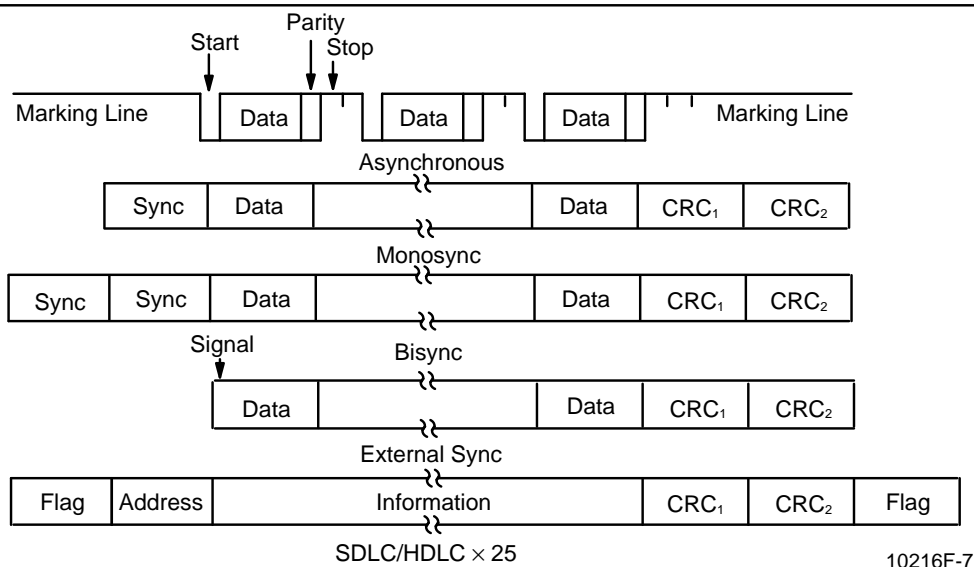 Parity
Start
Stop
Marking Line Data Data Data Marking Line
Asynchronous
Sync Data Data CRC₁ CRC₂
Monosync
Sync Sync Data Data CRC₁ CRC₂
Signal
Bisync
Data Data CRC₁ CRC₂
External Sync
Flag Address Information CRC₁ CRC₂ Flag
SDLC/HDLC × 25
10216F-7